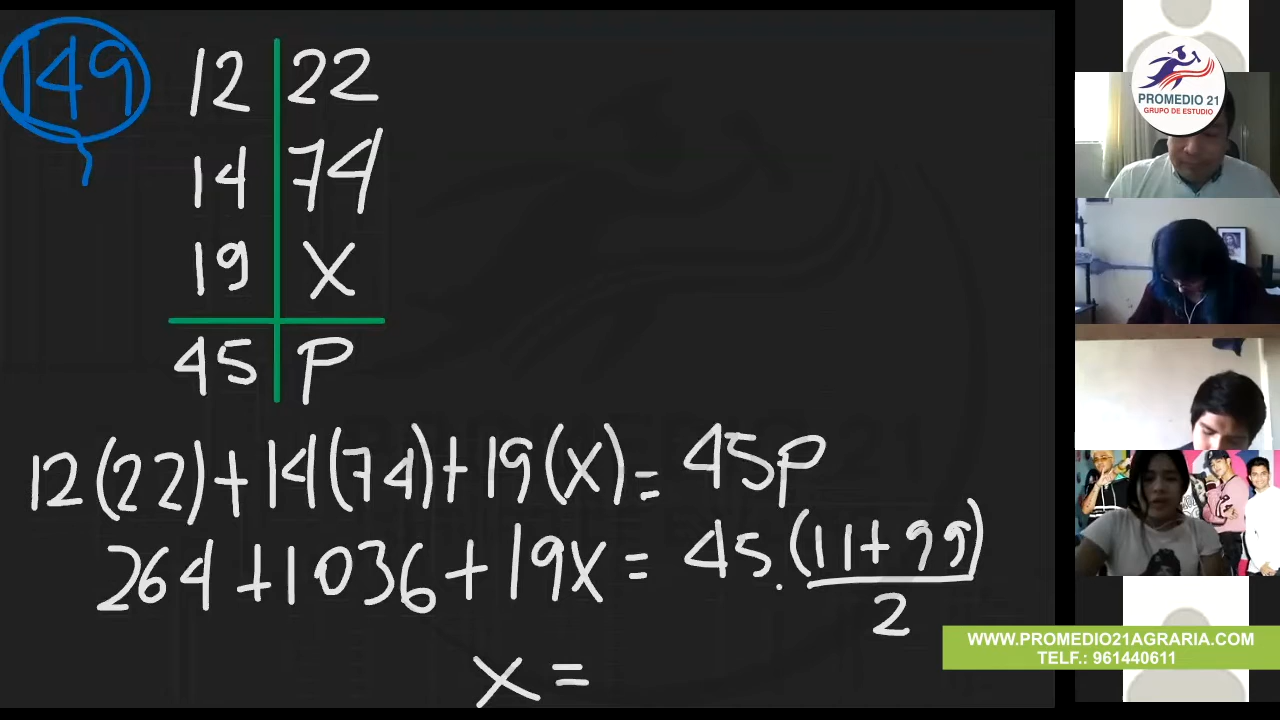 149
12 22
14 74
19 X
45 P
12(22)+14(74)+19(X)=45P
264+1036+19X=45.(11+99)
2
X=
PROMEDIO 21
GRUPO DE ESTUDIO
WWW.PROMEDIO21AGRARIA.COM
TELF.: 961440611